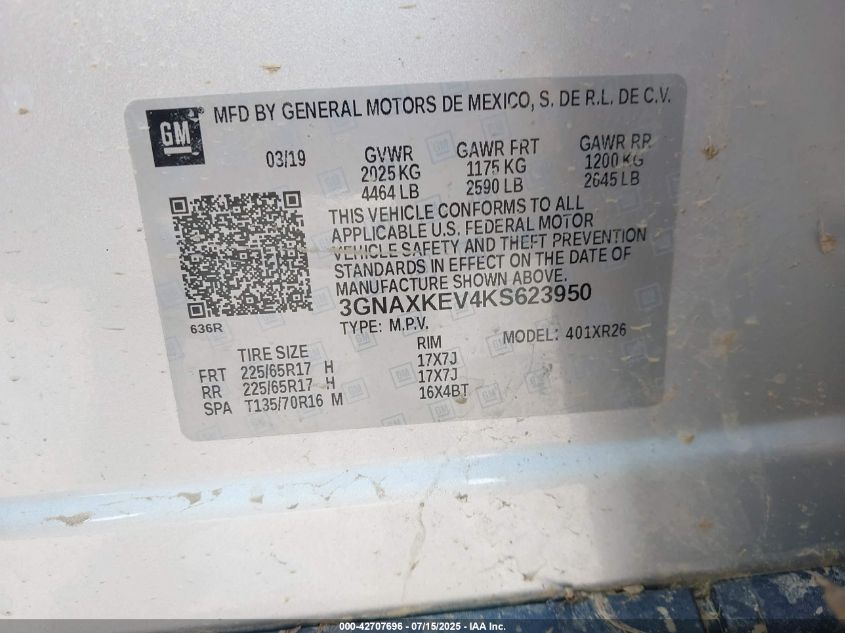 GM
MFD BY GENERAL MOTORS DE MEXICO, S. DE R.L. DE C.V.
03/19 GVWR GAWR FRT GAWR RR
2025 KG 1175 KG 1200 KG
4464 LB 2590 LB 2645 LB
THIS VEHICLE CONFORMS TO ALL
APPLICABLE U.S. FEDERAL MOTOR
VEHICLE SAFETY AND THEFT PREVENTION
STANDARDS IN EFFECT ON THE DATE OF
MANUFACTURE SHOWN ABOVE.
3GNAXKEV4KS623950
636R TYPE: M.P.V. MODEL: 401XR26
TIRE SIZE RIM
FRT 225/65R17 H 17X7J
RR 225/65R17 H 17X7J
SPA T135/70R16 M 16X4BT
000-42707696 - 07/15/2025 - IAA Inc.